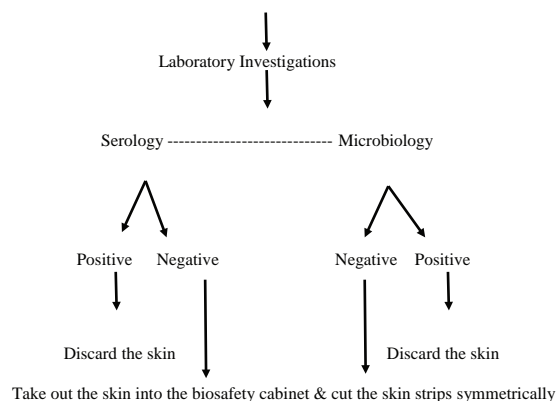 Laboratory Investigations
Serology ----------------------------- Microbiology
Positive Negative Negative Positive
Discard the skin Discard the skin
Take out the skin into the biosafety cabinet & cut the skin strips symmetrically